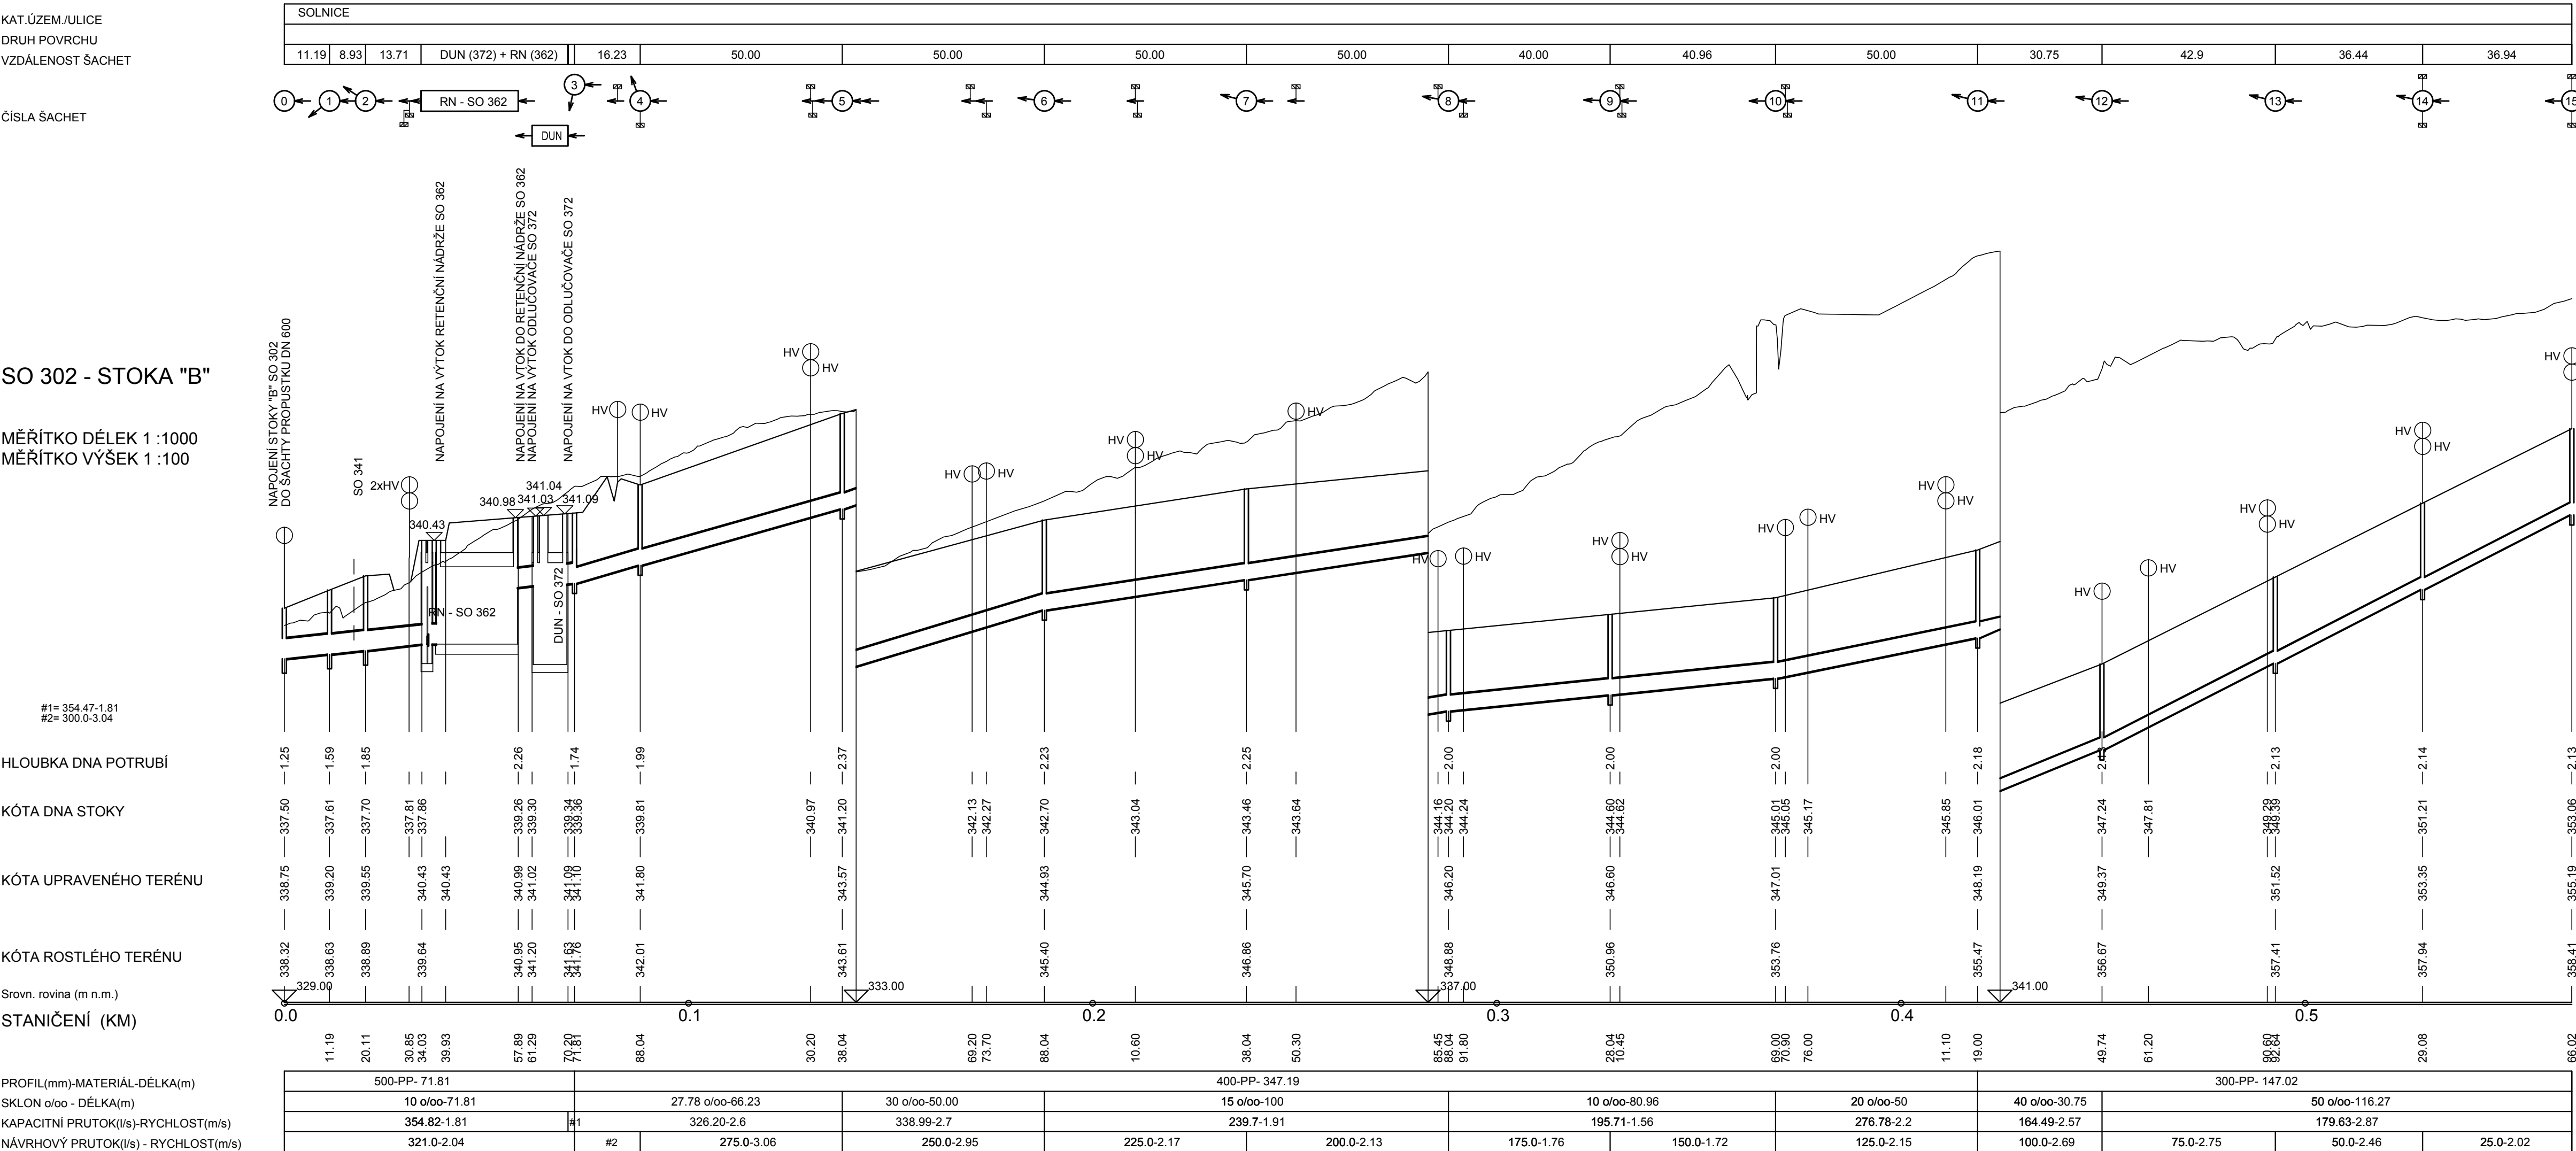 KAT.ÚZEM./ULICE SOLNICE
DRUH POVRCHU
VZDÁLENOST ŠACHET 11.19 8.93 13.71 DUN (372) + RN (362) 16.23 50.00 50.00 50.00 50.00 40.00 40.96 50.00 30.75 42.9 36.44 36.94
ČÍSLA ŠACHET 0 1 2 RN - SO 362 3 4 5 6 7 8 9 10 11 12 13 14 15
DUN
NAPOJENÍ STOKY "B" SO 302
DO ŠACHTY PROPUSTKU DN 600
SO 341
NAPOJENÍ NA VÝTOK RETENČNÍ NÁDRŽE SO 362
NAPOJENÍ NA VTOK DO RETENČNÍ NÁDRŽE SO 362
NAPOJENÍ NA VÝTOK ODLUČOVAČE SO 372
NAPOJENÍ NA VTOK DO ODLUČOVAČE SO 372
SO 302 - STOKA "B"
MĚŘÍTKO DÉLEK 1 :1000
MĚŘÍTKO VÝŠEK 1 :100
2xHV HV HV HV HV HV HV HV HV HV HV HV HV HV HV HV HV HV HV HV HV HV HV HV HV
340.43 340.98 341.03 341.04 341.09
RN - SO 362
DUN - SO 372
#1= 354.47-1.81
#2= 300.0-3.04
HLOUBKA DNA POTRUBÍ 1.25 1.59 1.85 2.26 1.74 1.99 2.37 2.23 2.25 2.00 2.00 2.00 2.18 2.13 2.14 2.13
KÓTA DNA STOKY 337.50 337.61 337.70 337.81 337.86 339.26 339.30 339.34 339.36 339.81 340.97 341.20 342.13 342.27 342.70 343.04 343.46 343.64 344.16 344.20 344.24 344.60 344.62 345.01 345.05 345.17 345.85 346.01 347.24 347.81 349.29 349.39 351.21 353.06
KÓTA UPRAVENÉHO TERÉNU 338.75 339.20 339.55 340.43 340.43 340.99 341.02 341.09 341.10 341.80 343.57 344.93 345.70 346.20 346.60 347.01 348.19 349.37 351.52 353.35 355.19
KÓTA ROSTLÉHO TERÉNU 338.32 338.63 338.89 339.64 340.95 341.20 341.63 341.76 342.01 343.61 345.40 346.86 348.88 350.96 353.76 355.47 356.67 357.41 357.94 358.41
Srovn. rovina (m n.m.) 329.00 333.00 337.00 341.00
STANIČENÍ (KM) 0.0 0.1 0.2 0.3 0.4 0.5
11.19 20.11 30.85 34.03 39.93 57.89 61.29 70.20 71.81 88.04 30.20 38.04 69.20 73.70 88.04 10.60 38.04 50.30 85.45 88.04 91.80 28.04 10.45 69.00 70.90 76.00 11.10 19.00 49.74 61.20 90.60 92.64 29.08 66.02
PROFIL(mm)-MATERIÁL-DÉLKA(m) 500-PP- 71.81 400-PP- 347.19 300-PP- 147.02
SKLON o/oo - DÉLKA(m) 10 o/oo-71.81 27.78 o/oo-66.23 30 o/oo-50.00 15 o/oo-100 10 o/oo-80.96 20 o/oo-50 40 o/oo-30.75 50 o/oo-116.27
KAPACITNÍ PRUTOK(l/s)-RYCHLOST(m/s) 354.82-1.81 #1 326.20-2.6 338.99-2.7 239.7-1.91 195.71-1.56 276.78-2.2 164.49-2.57 179.63-2.87
NÁVRHOVÝ PRUTOK(l/s) - RYCHLOST(m/s) 321.0-2.04 #2 275.0-3.06 250.0-2.95 225.0-2.17 200.0-2.13 175.0-1.76 150.0-1.72 125.0-2.15 100.0-2.69 75.0-2.75 50.0-2.46 25.0-2.02